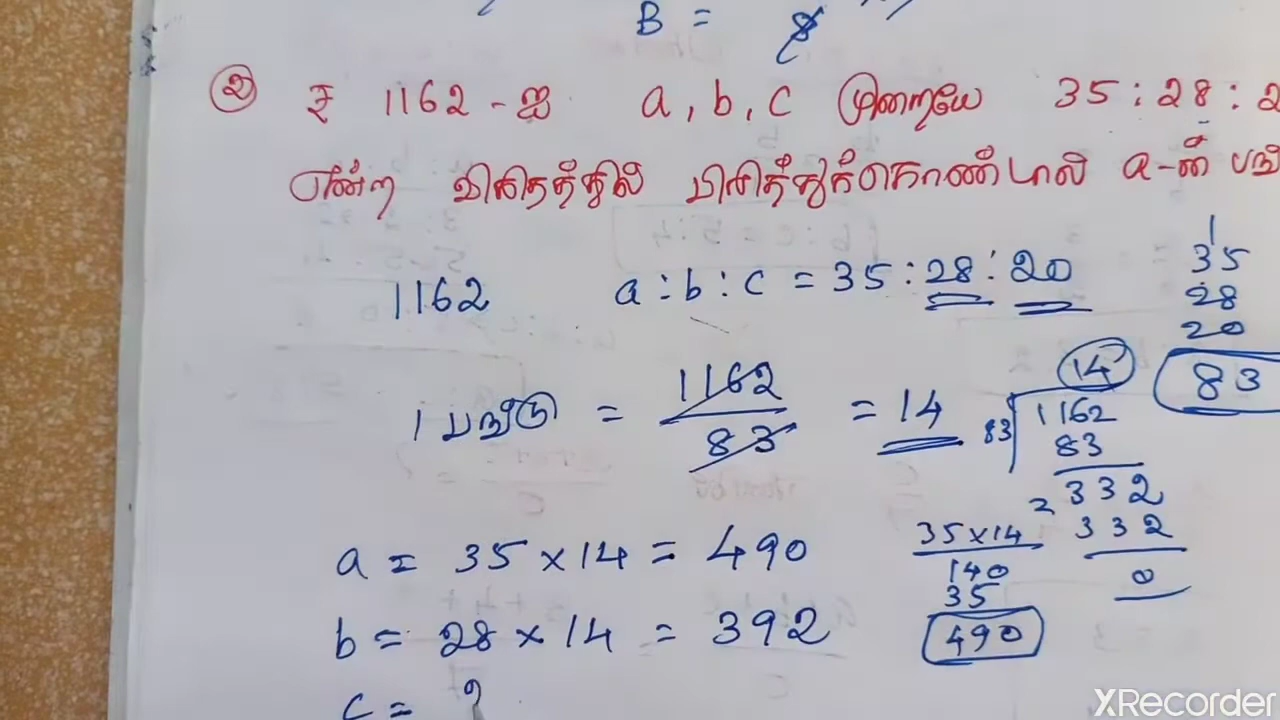 B = 8
② ₹ 1162 - ஐ a, b, c முறையே 35 : 28 : 2
என்ற விகிதத்தில் பிரித்துக்கொண்டால் a-ன் பங்
1162 a : b : c = 35 : 28 : 20
35
28
20
83
1 பங்கீடு = 1162 / 83 = 14
14
83 1162
83
332
332
0
35 x 14
140
35
490
a = 35 x 14 = 490
b = 28 x 14 = 392
c =
XRecorder